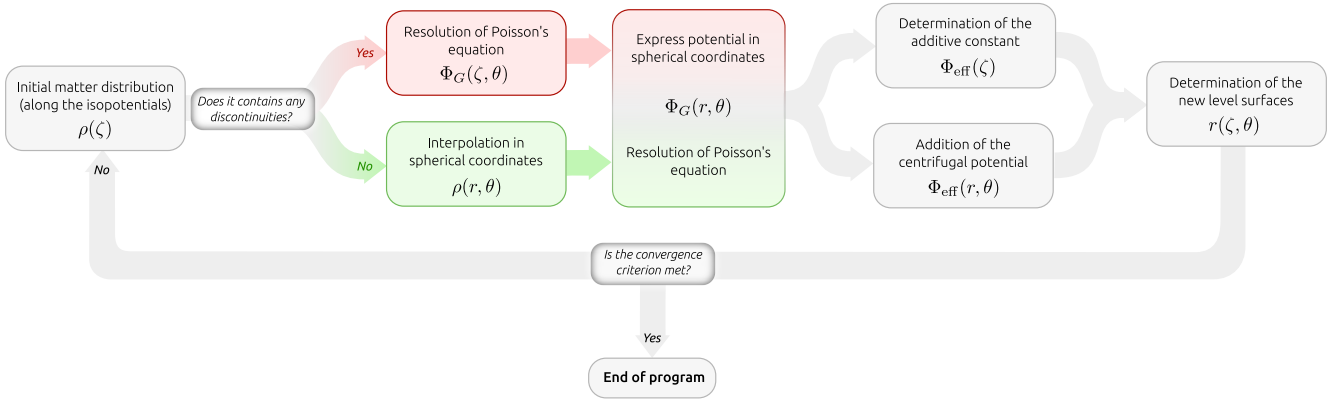 Initial matter distribution
(along the isopotentials)
ρ(ζ)
Does it contains any
discontinuities?
Yes
No
Resolution of Poisson's
equation
Φ_G(ζ, θ)
Interpolation in
spherical coordinates
ρ(r, θ)
Express potential in
spherical coordinates
Φ_G(r, θ)
Resolution of Poisson's
equation
Determination of the
additive constant
Φ_eff(ζ)
Addition of the
centrifugal potential
Φ_eff(r, θ)
Determination of the
new level surfaces
r(ζ, θ)
Is the convergence
criterion met?
No
Yes
End of program